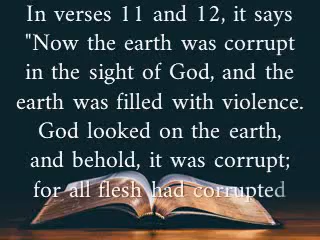 In verses 11 and 12, it says
"Now the earth was corrupt
in the sight of God, and the
earth was filled with violence.
God looked on the earth,
and behold, it was corrupt;
for all flesh had corrupted